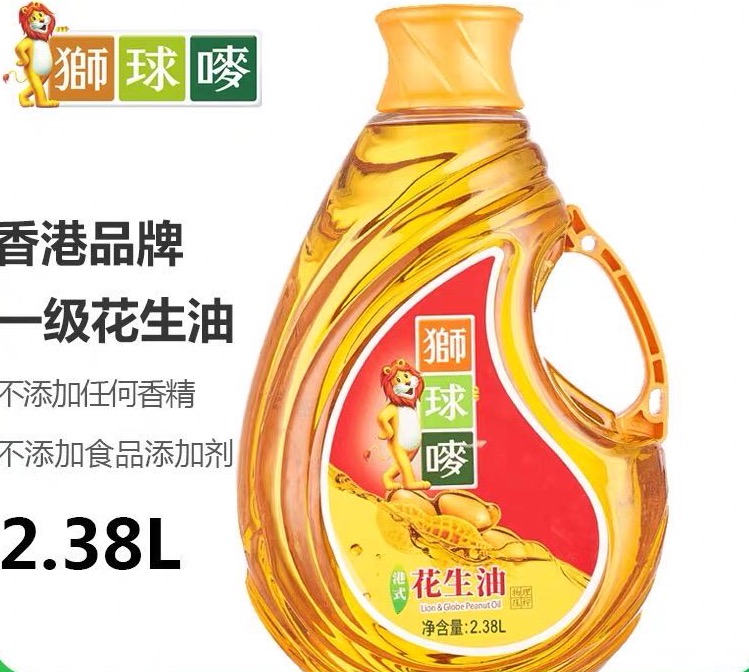 獅球嘜
香港品牌
一级花生油
不添加任何香精
不添加食品添加剂
2.38L
獅
球
嘜
港式
花生油
Lion & Globe Peanut Oil
净含量:2.38L